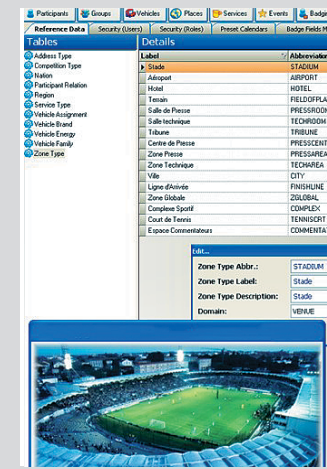 Participants Groups Vehicles Places Services Events Badging
Reference Data Security (Users) Security (Roles) Preset Calendars Badge Fields M
Tables Details
Label Abbreviation
Address Type
Competition Type
Nation
Participant Relation
Region
Service Type
Vehicle Assignment
Vehicle Brand
Vehicle Energy
Vehicle Family
Zone Type
Stade STADIUM
Aéroport AIRPORT
Hotel HOTEL
Terrain FIELDOFPLA
Salle de Presse PRESSROOM
Salle technique TECHROOM
Tribune TRIBUNE
Centre de Presse PRESSCENT
Zone Presse PRESSAREA
Zone Technique TECHAREA
Ville CITY
Ligne d'Arrivée FINISHLINE
Zone Globale ZGLOBAL
Complexe Sportif COMPLEX
Court de Tennis TENNISCRT
Espace Commentateurs COMMENTA
Edit...
Zone Type Abbr.: STADIUM
Zone Type Label: Stade
Zone Type Description: Stade
Domain: VENUE